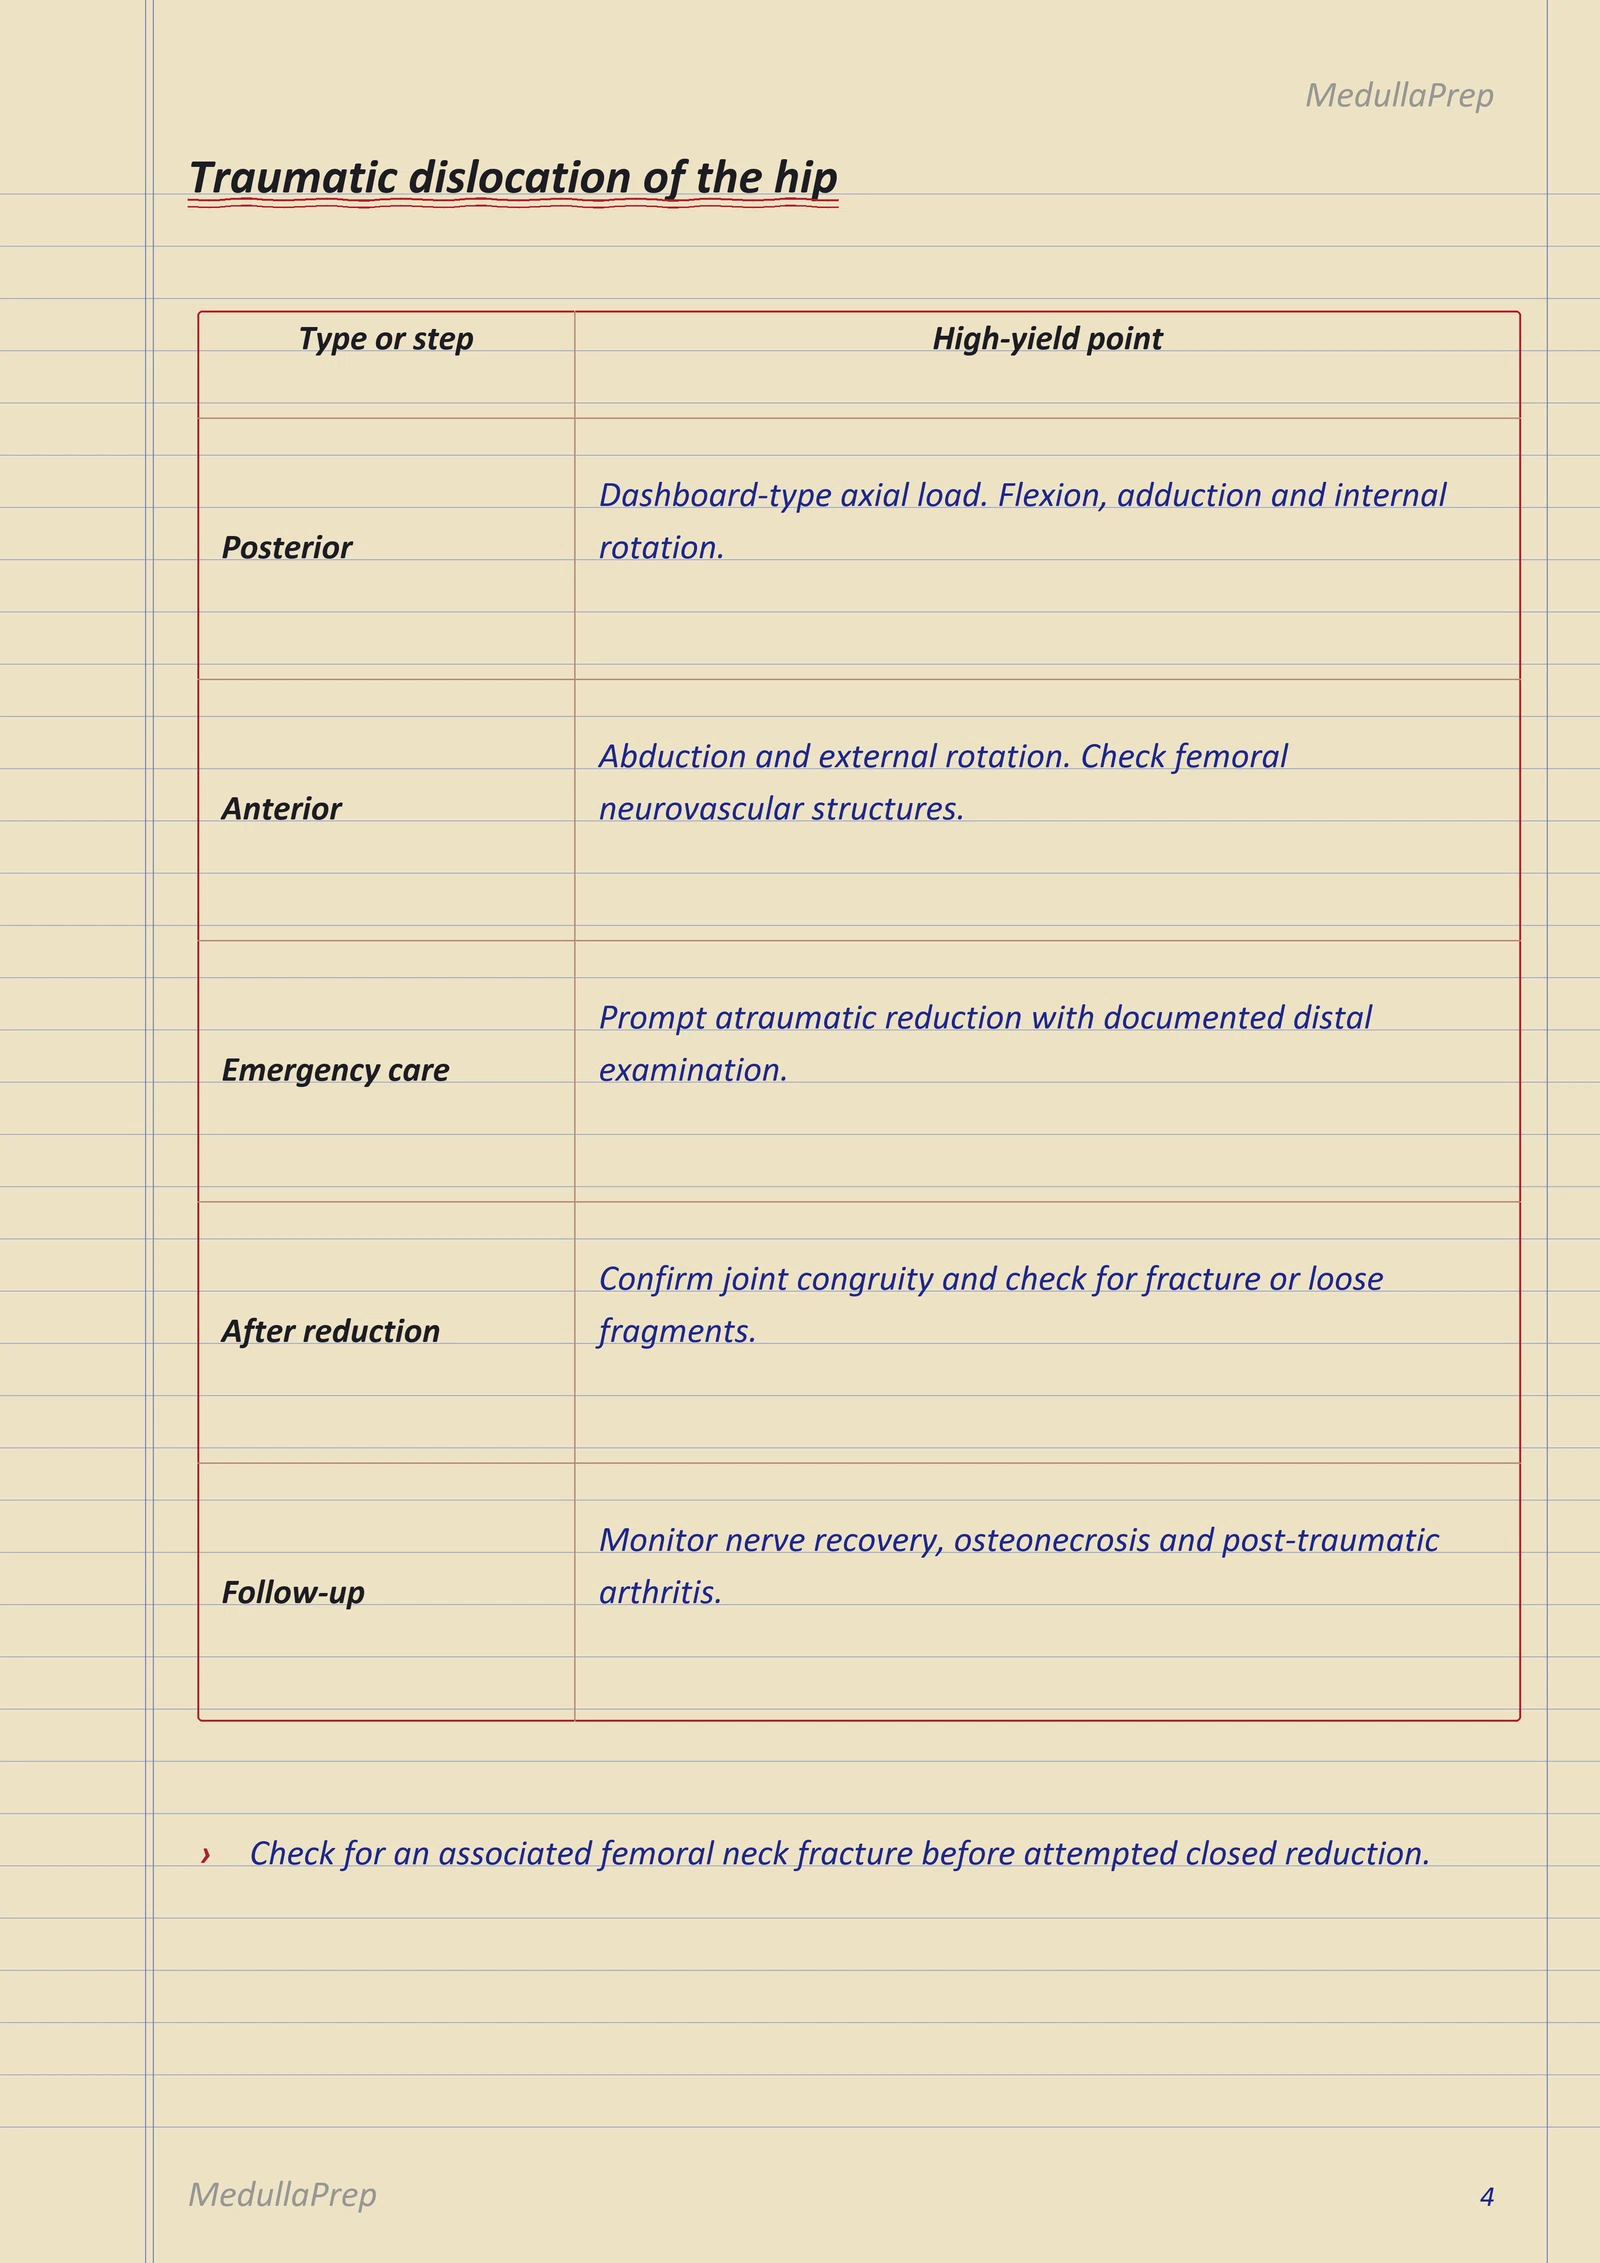 MedullaPrep
Traumatic dislocation of the hip
Type or step
High-yield point
Posterior
Dashboard-type axial load. Flexion, adduction and internal
rotation.
Anterior
Abduction and external rotation. Check femoral
neurovascular structures.
Emergency care
Prompt atraumatic reduction with documented distal
examination.
After reduction
Confirm joint congruity and check for fracture or loose
fragments.
Follow-up
Monitor nerve recovery, osteonecrosis and post-traumatic
arthritis.
› Check for an associated femoral neck fracture before attempted closed reduction.
MedullaPrep
4